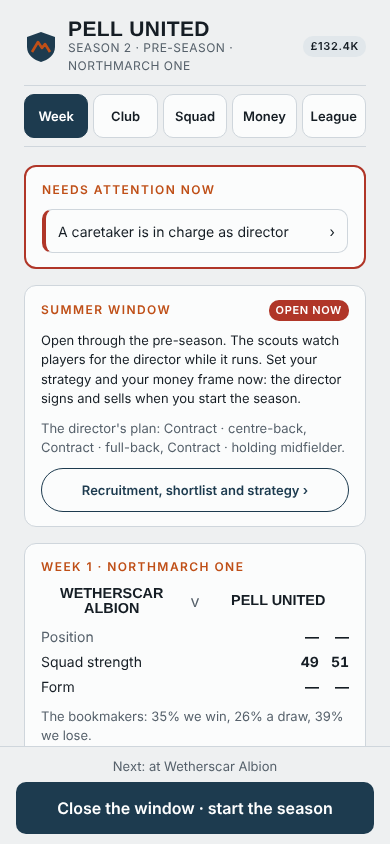 PELL UNITED
SEASON 2 · PRE-SEASON ·
NORTHMARCH ONE
£132.4K
Week
Club
Squad
Money
League
NEEDS ATTENTION NOW
A caretaker is in charge as director ›
SUMMER WINDOW
OPEN NOW
Open through the pre-season. The scouts watch
players for the director while it runs. Set your
strategy and your money frame now: the director
signs and sells when you start the season.
The director's plan: Contract · centre-back,
Contract · full-back, Contract · holding midfielder.
Recruitment, shortlist and strategy ›
WEEK 1 · NORTHMARCH ONE
WETHERSCAR
ALBION
v
PELL UNITED
Position — —
Squad strength 49 51
Form — —
The bookmakers: 35% we win, 26% a draw, 39%
we lose.
Next: at Wetherscar Albion
Close the window · start the season